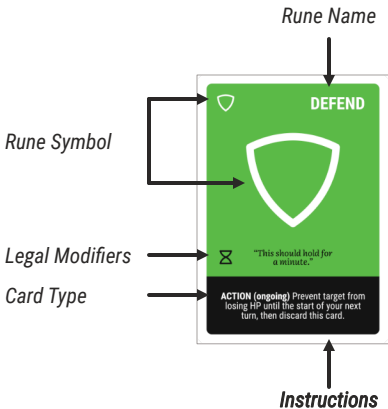 Rune Name
DEFEND
Rune Symbol
"This should hold for
a minute."
Legal Modifiers
Card Type
ACTION (ongoing) Prevent target from
losing HP until the start of your next
turn, then discard this card.
Instructions